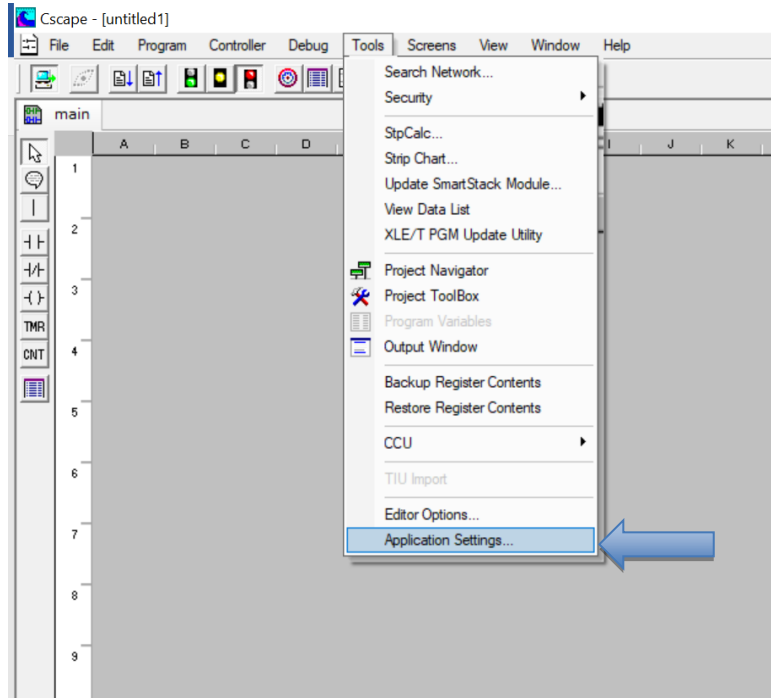 Cscape - [untitled1]
File Edit Program Controller Debug Tools Screens View Window Help
main
A B C D I J K
1
2
3
4
5
6
7
8
9
TMR
CNT
Search Network...
Security
StpCalc...
Strip Chart...
Update SmartStack Module...
View Data List
XLE/T PGM Update Utility
Project Navigator
Project ToolBox
Program Variables
Output Window
Backup Register Contents
Restore Register Contents
CCU
TIU Import
Editor Options...
Application Settings...